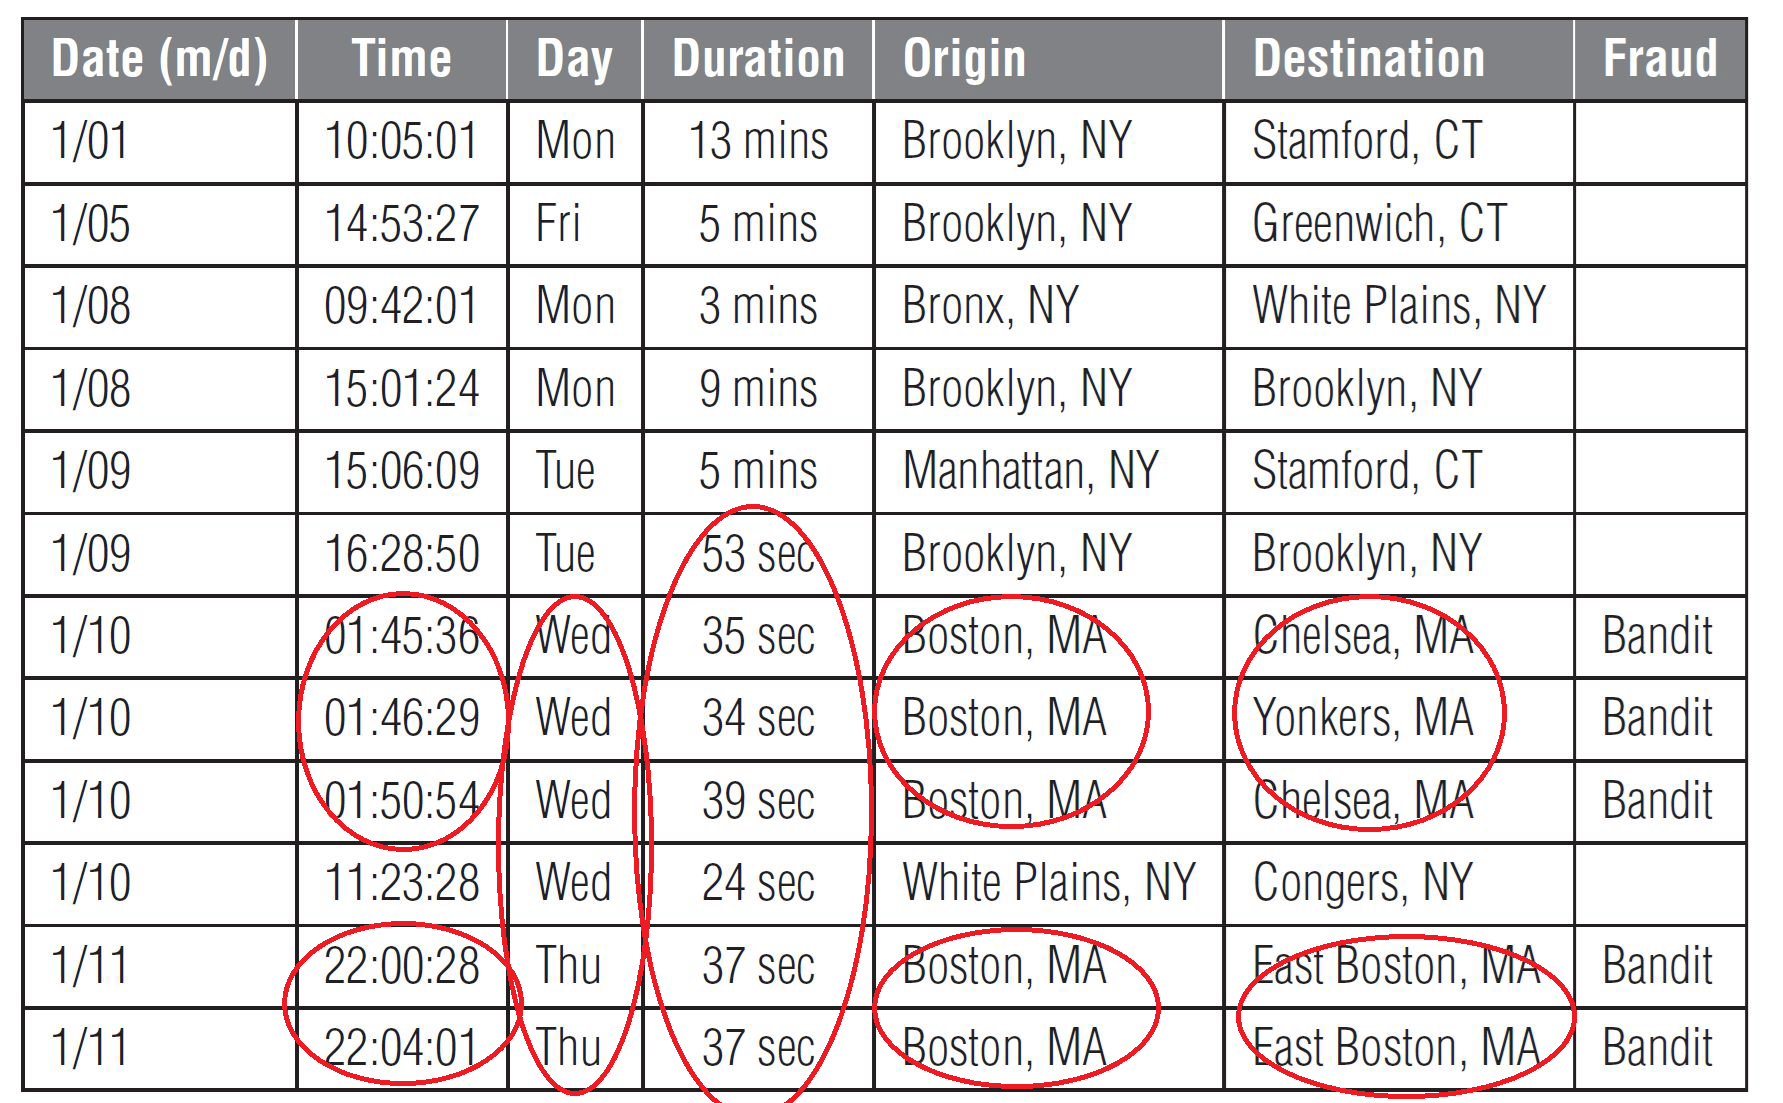 Date (m/d) Time Day Duration Origin Destination Fraud
1/01 10:05:01 Mon 13 mins Brooklyn, NY Stamford, CT
1/05 14:53:27 Fri 5 mins Brooklyn, NY Greenwich, CT
1/08 09:42:01 Mon 3 mins Bronx, NY White Plains, NY
1/08 15:01:24 Mon 9 mins Brooklyn, NY Brooklyn, NY
1/09 15:06:09 Tue 5 mins Manhattan, NY Stamford, CT
1/09 16:28:50 Tue 53 sec Brooklyn, NY Brooklyn, NY
1/10 01:45:36 Wed 35 sec Boston, MA Chelsea, MA Bandit
1/10 01:46:29 Wed 34 sec Boston, MA Yonkers, MA Bandit
1/10 01:50:54 Wed 39 sec Boston, MA Chelsea, MA Bandit
1/10 11:23:28 Wed 24 sec White Plains, NY Congers, NY
1/11 22:00:28 Thu 37 sec Boston, MA East Boston, MA Bandit
1/11 22:04:01 Thu 37 sec Boston, MA East Boston, MA Bandit